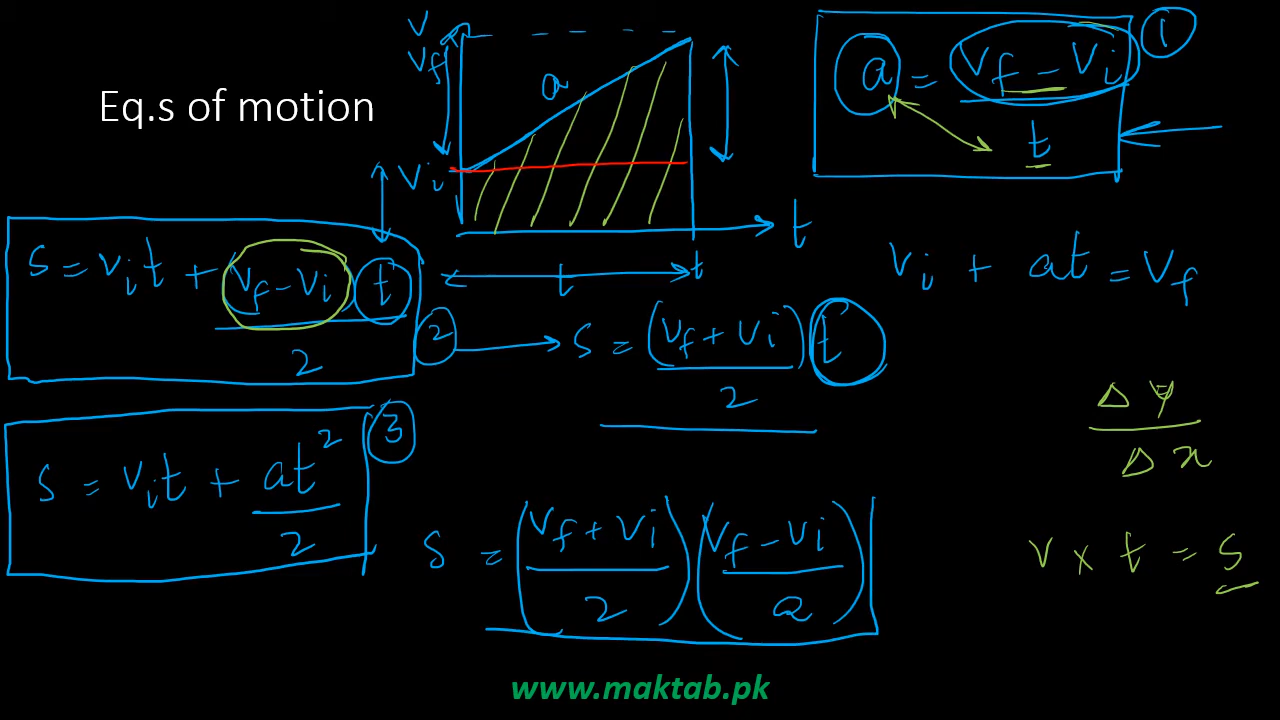 Eq.s of motion
v
vf
a
vi
t
t
t
a = vf - vi / t
1
vi + at = vf
s = vit + (vf - vi) t / 2
2
s = (vf + vi) t / 2
s = vit + at² / 2
3
s = (vf + vi / 2) (vf - vi / a)
Δy / Δx
v × t = s
www.maktab.pk